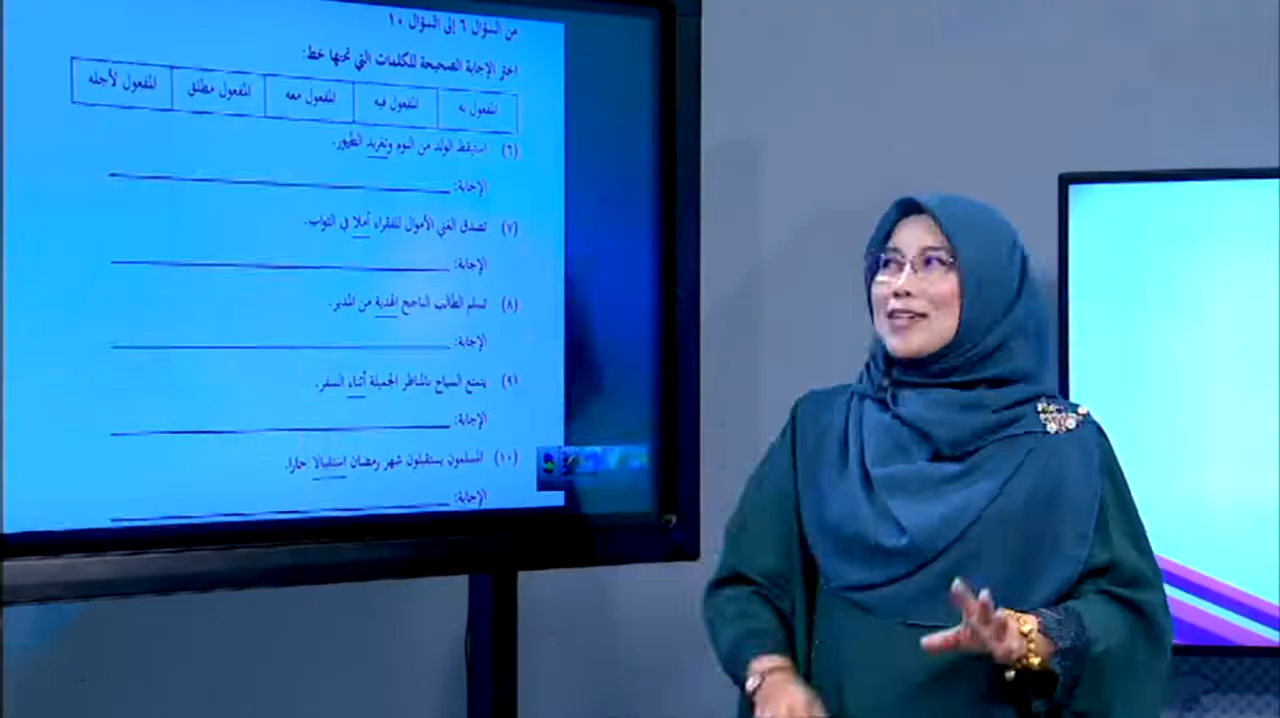 من السؤال ٦ إلى السؤال ١٠
اختر الإجابة الصحيحة للكلمات التي تحتها خط:
المفعول به المفعول فيه المفعول معه المفعول مطلق المفعول لأجله
(٦) استيقظ الولد من النوم وتغريد الطيور.
الإجابة:
(٧) تصدق الغني الأموال للفقراء أملا في الثواب.
الإجابة:
(٨) تسلم الطالب الناجح الهدية من المدير.
الإجابة:
(٩) يتمتع السياح بالمناظر الجميلة أثناء السفر.
الإجابة:
(١٠) المسلمون يستقبلون شهر رمضان استقبالا حارا.
الإجابة: